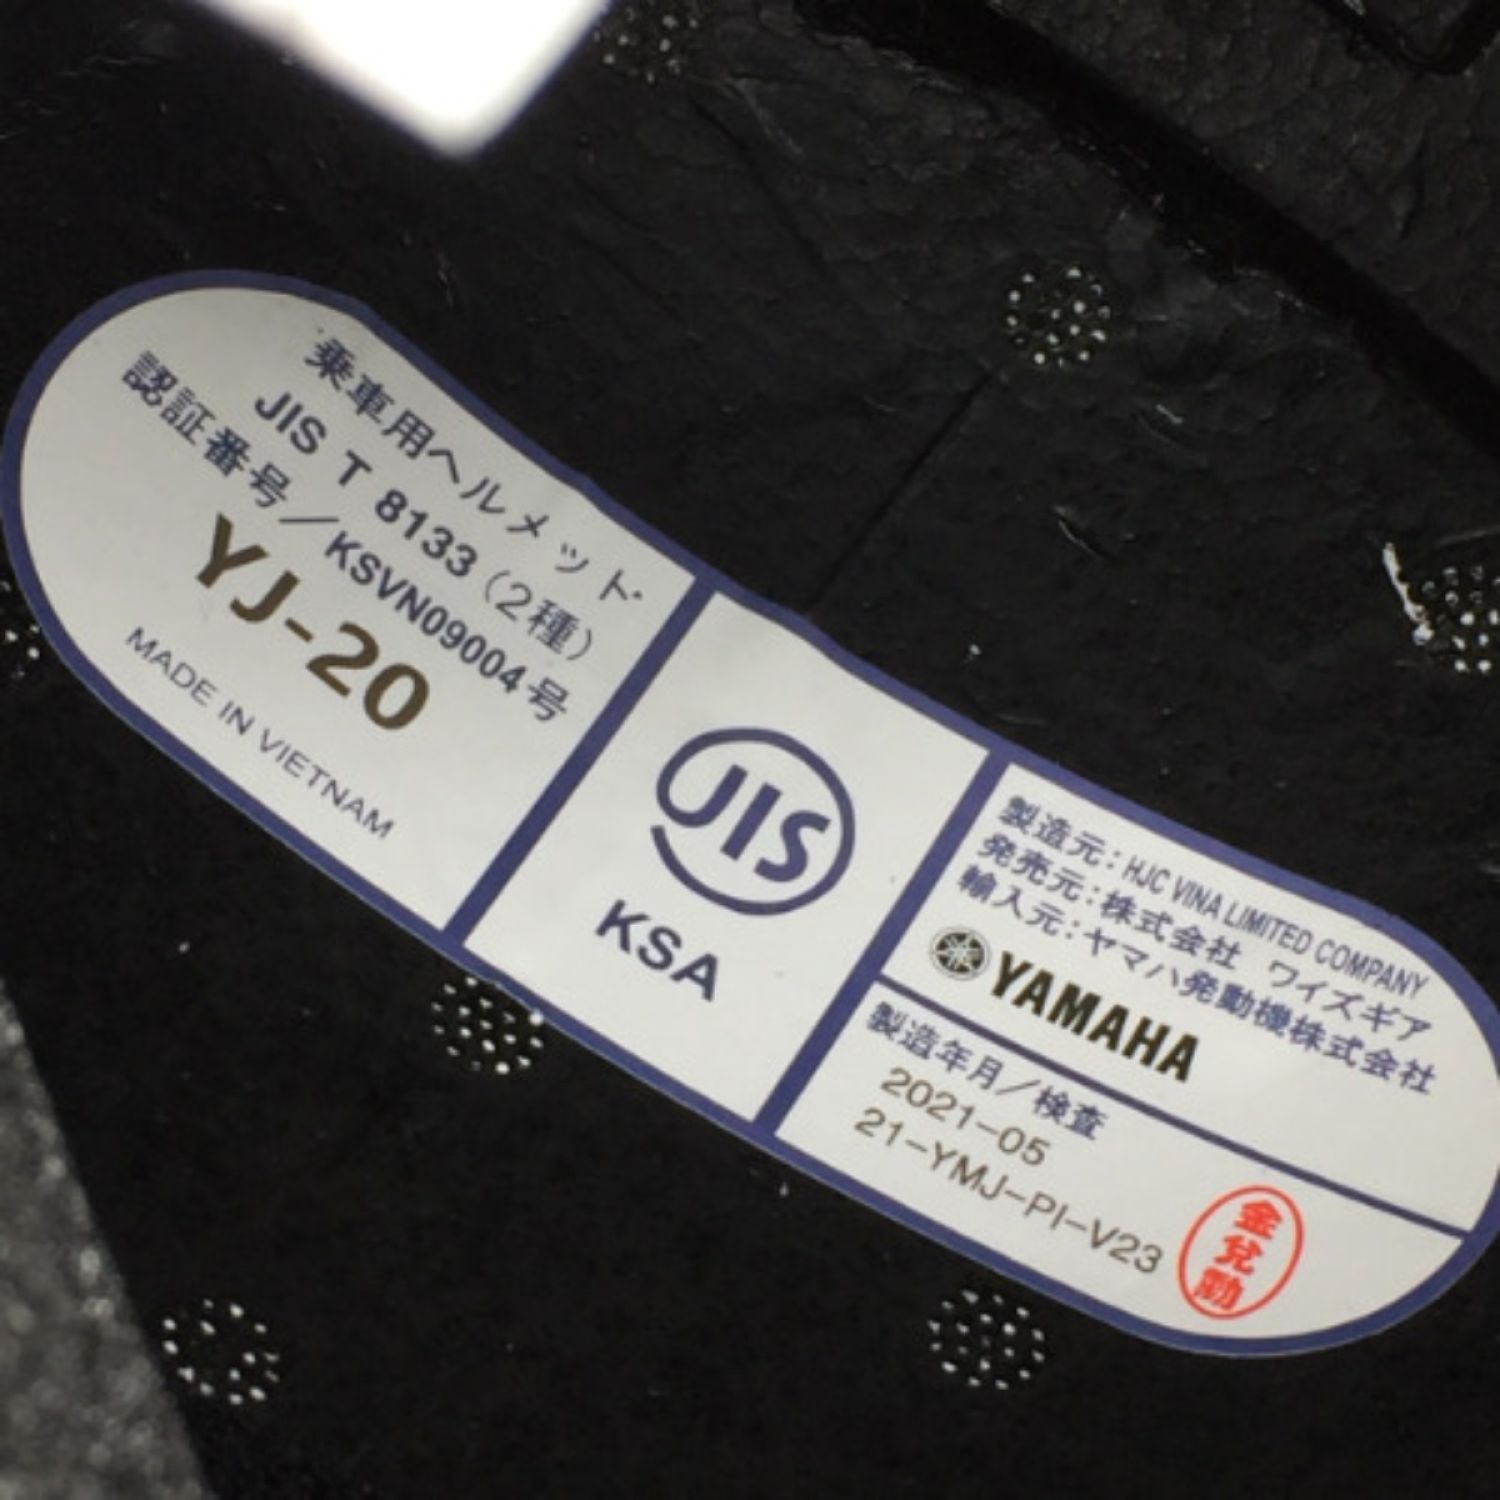 乗車用ヘルメット
JIS T 8133（2種）
認証番号／KSVN09004号
YJ-20
MADE IN VIETNAM
JIS
KSA
製造元：HJC VINA LIMITED COMPANY
発売元：株式会社 ワイズギア
輸入元：ヤマハ発動機株式会社
YAMAHA
製造年月／検査
2021-05
21-YMJ-PI-V23
金兌勲